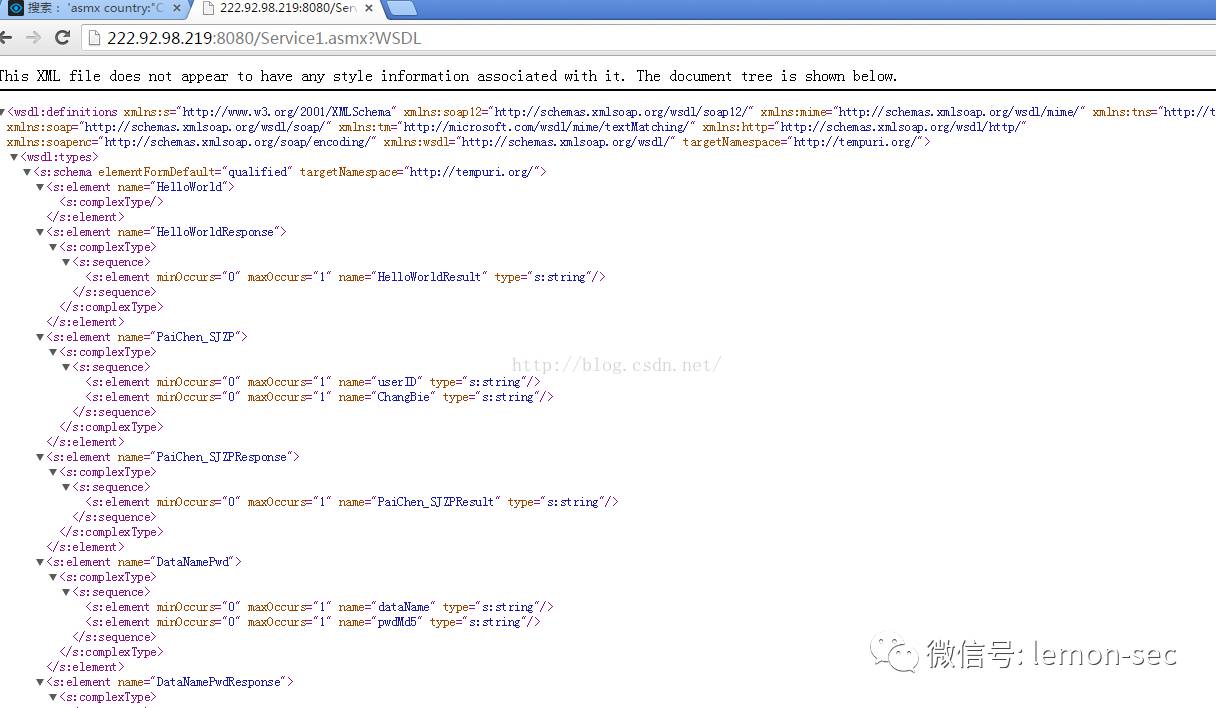 搜索： 'asmx country:"C
222.92.98.219:8080/Serv
222.92.98.219:8080/Service1.asmx?WSDL
This XML file does not appear to have any style information associated with it. The document tree is shown below.
▼<wsdl:definitions xmlns:s="http://www.w3.org/2001/XMLSchema" xmlns:soap12="http://schemas.xmlsoap.org/wsdl/soap12/" xmlns:mime="http://schemas.xmlsoap.org/wsdl/mime/" xmlns:tns="http://t
xmlns:soap="http://schemas.xmlsoap.org/wsdl/soap/" xmlns:tm="http://microsoft.com/wsdl/mime/textMatching/" xmlns:http="http://schemas.xmlsoap.org/wsdl/http/"
xmlns:soapenc="http://schemas.xmlsoap.org/soap/encoding/" xmlns:wsdl="http://schemas.xmlsoap.org/wsdl/" targetNamespace="http://tempuri.org/">
▼<wsdl:types>
▼<s:schema elementFormDefault="qualified" targetNamespace="http://tempuri.org/">
▼<s:element name="HelloWorld">
<s:complexType/>
</s:element>
▼<s:element name="HelloWorldResponse">
▼<s:complexType>
▼<s:sequence>
<s:element minOccurs="0" maxOccurs="1" name="HelloWorldResult" type="s:string"/>
</s:sequence>
</s:complexType>
</s:element>
▼<s:element name="PaiChen_SJZP">
▼<s:complexType>
▼<s:sequence>
<s:element minOccurs="0" maxOccurs="1" name="userID" type="s:string"/>
<s:element minOccurs="0" maxOccurs="1" name="ChangBie" type="s:string"/>
</s:sequence>
</s:complexType>
</s:element>
▼<s:element name="PaiChen_SJZPResponse">
▼<s:complexType>
▼<s:sequence>
<s:element minOccurs="0" maxOccurs="1" name="PaiChen_SJZPResult" type="s:string"/>
</s:sequence>
</s:complexType>
</s:element>
▼<s:element name="DataNamePwd">
▼<s:complexType>
▼<s:sequence>
<s:element minOccurs="0" maxOccurs="1" name="dataName" type="s:string"/>
<s:element minOccurs="0" maxOccurs="1" name="pwdMd5" type="s:string"/>
</s:sequence>
</s:complexType>
</s:element>
▼<s:element name="DataNamePwdResponse">
▼<s:complexType>
http://blog.csdn.net/
微信号: lemon-sec